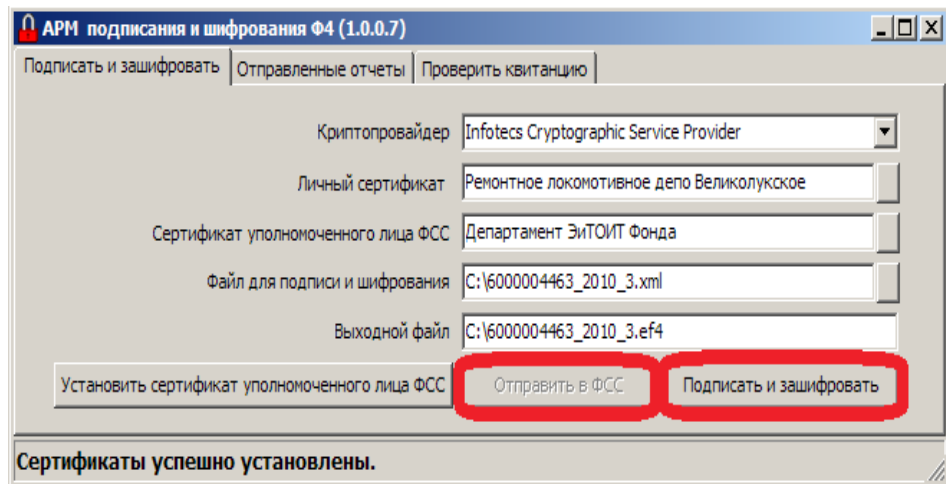 АРМ подписания и шифрования Ф4 (1.0.0.7)
Подписать и зашифровать Отправленные отчеты Проверить квитанцию
Криптопровайдер Infotecs Cryptographic Service Provider
Личный сертификат Ремонтное локомотивное депо Великолукское
Сертификат уполномоченного лица ФСС Департамент ЭиТОИТ Фонда
Файл для подписи и шифрования C:\6000004463_2010_3.xml
Выходной файл C:\6000004463_2010_3.ef4
Установить сертификат уполномоченного лица ФСС Отправить в ФСС Подписать и зашифровать
Сертификаты успешно установлены.